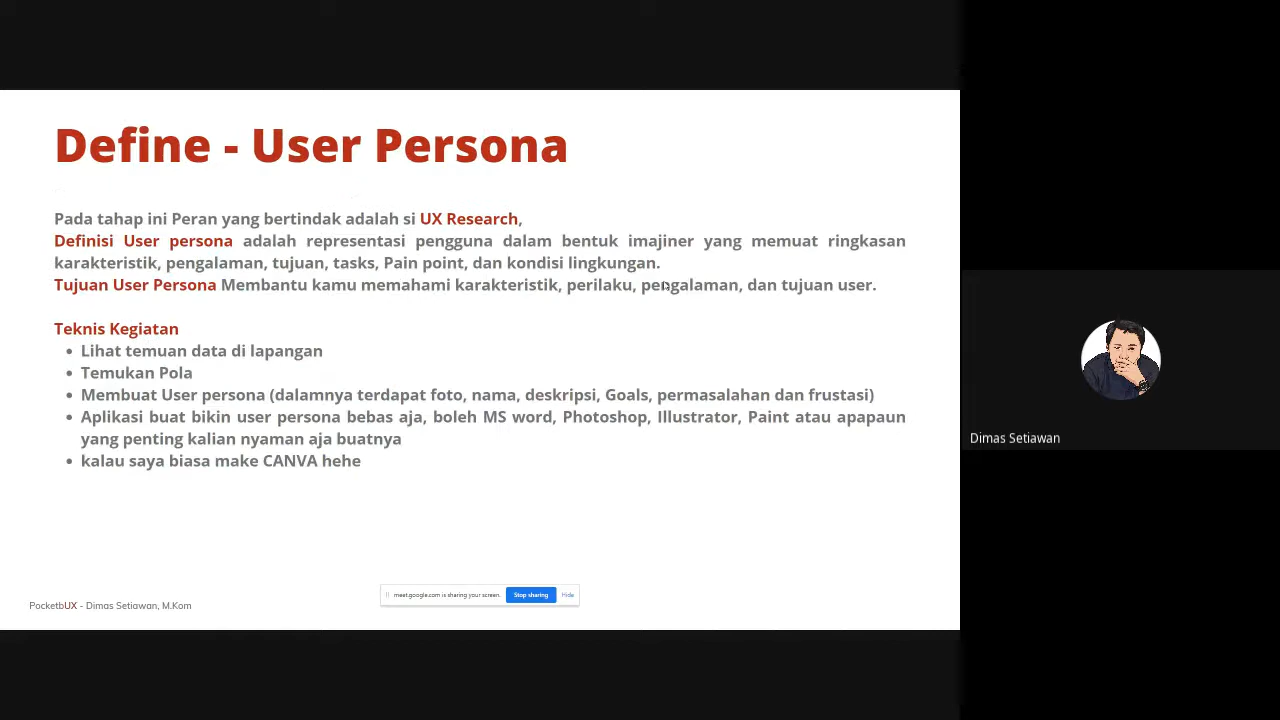 Define - User Persona
Pada tahap ini Peran yang bertindak adalah si UX Research,
Definisi User persona adalah representasi pengguna dalam bentuk imajiner yang memuat ringkasan
karakteristik, pengalaman, tujuan, tasks, Pain point, dan kondisi lingkungan.
Tujuan User Persona Membantu kamu memahami karakteristik, perilaku, pengalaman, dan tujuan user.
Teknis Kegiatan
• Lihat temuan data di lapangan
• Temukan Pola
• Membuat User persona (dalamnya terdapat foto, nama, deskripsi, Goals, permasalahan dan frustasi)
• Aplikasi buat bikin user persona bebas aja, boleh MS word, Photoshop, Illustrator, Paint atau apapaun
yang penting kalian nyaman aja buatnya
• kalau saya biasa make CANVA hehe
Dimas Setiawan
meet.google.com is sharing your screen. Stop sharing Hide
PocketbUX - Dimas Setiawan, M.Kom